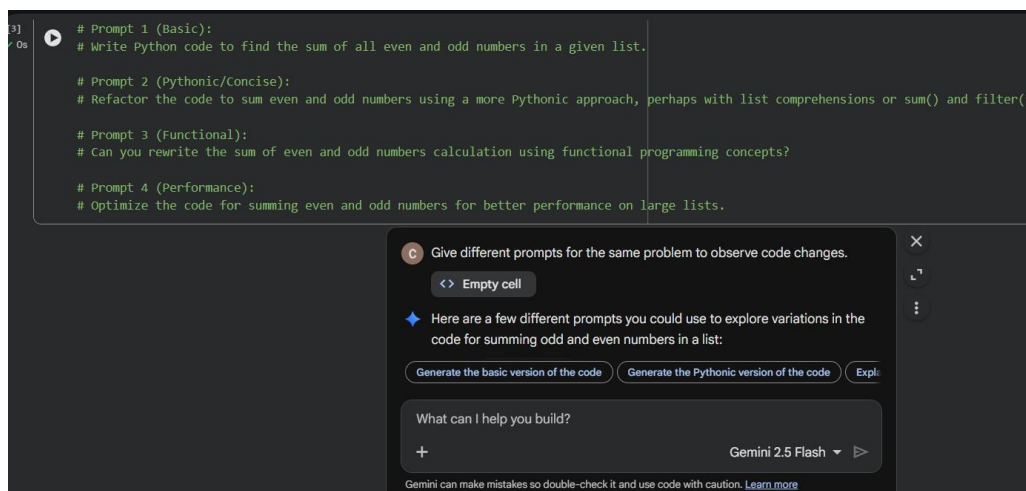 [3]
✓ 0s
# Prompt 1 (Basic):
# Write Python code to find the sum of all even and odd numbers in a given list.
# Prompt 2 (Pythonic/Concise):
# Refactor the code to sum even and odd numbers using a more Pythonic approach, perhaps with list comprehensions or sum() and filter(
# Prompt 3 (Functional):
# Can you rewrite the sum of even and odd numbers calculation using functional programming concepts?
# Prompt 4 (Performance):
# Optimize the code for summing even and odd numbers for better performance on large lists.
C Give different prompts for the same problem to observe code changes.
<> Empty cell
Here are a few different prompts you could use to explore variations in the
code for summing odd and even numbers in a list:
Generate the basic version of the code Generate the Pythonic version of the code Expla
What can I help you build?
+ Gemini 2.5 Flash
Gemini can make mistakes so double-check it and use code with caution. Learn more